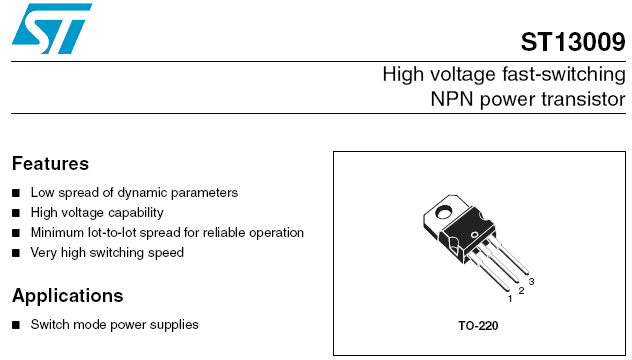 ST
ST13009
High voltage fast-switching
NPN power transistor
Features
■ Low spread of dynamic parameters
■ High voltage capability
■ Minimum lot-to-lot spread for reliable operation
■ Very high switching speed
Applications
■ Switch mode power supplies
1
2
3
TO-220